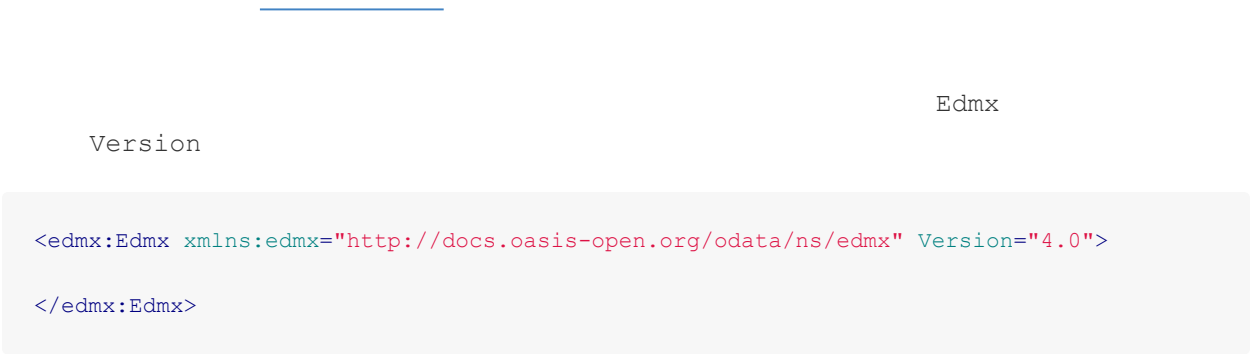 Edmx
Version
<edmx:Edmx xmlns:edmx="http://docs.oasis-open.org/odata/ns/edmx" Version="4.0">
</edmx:Edmx>